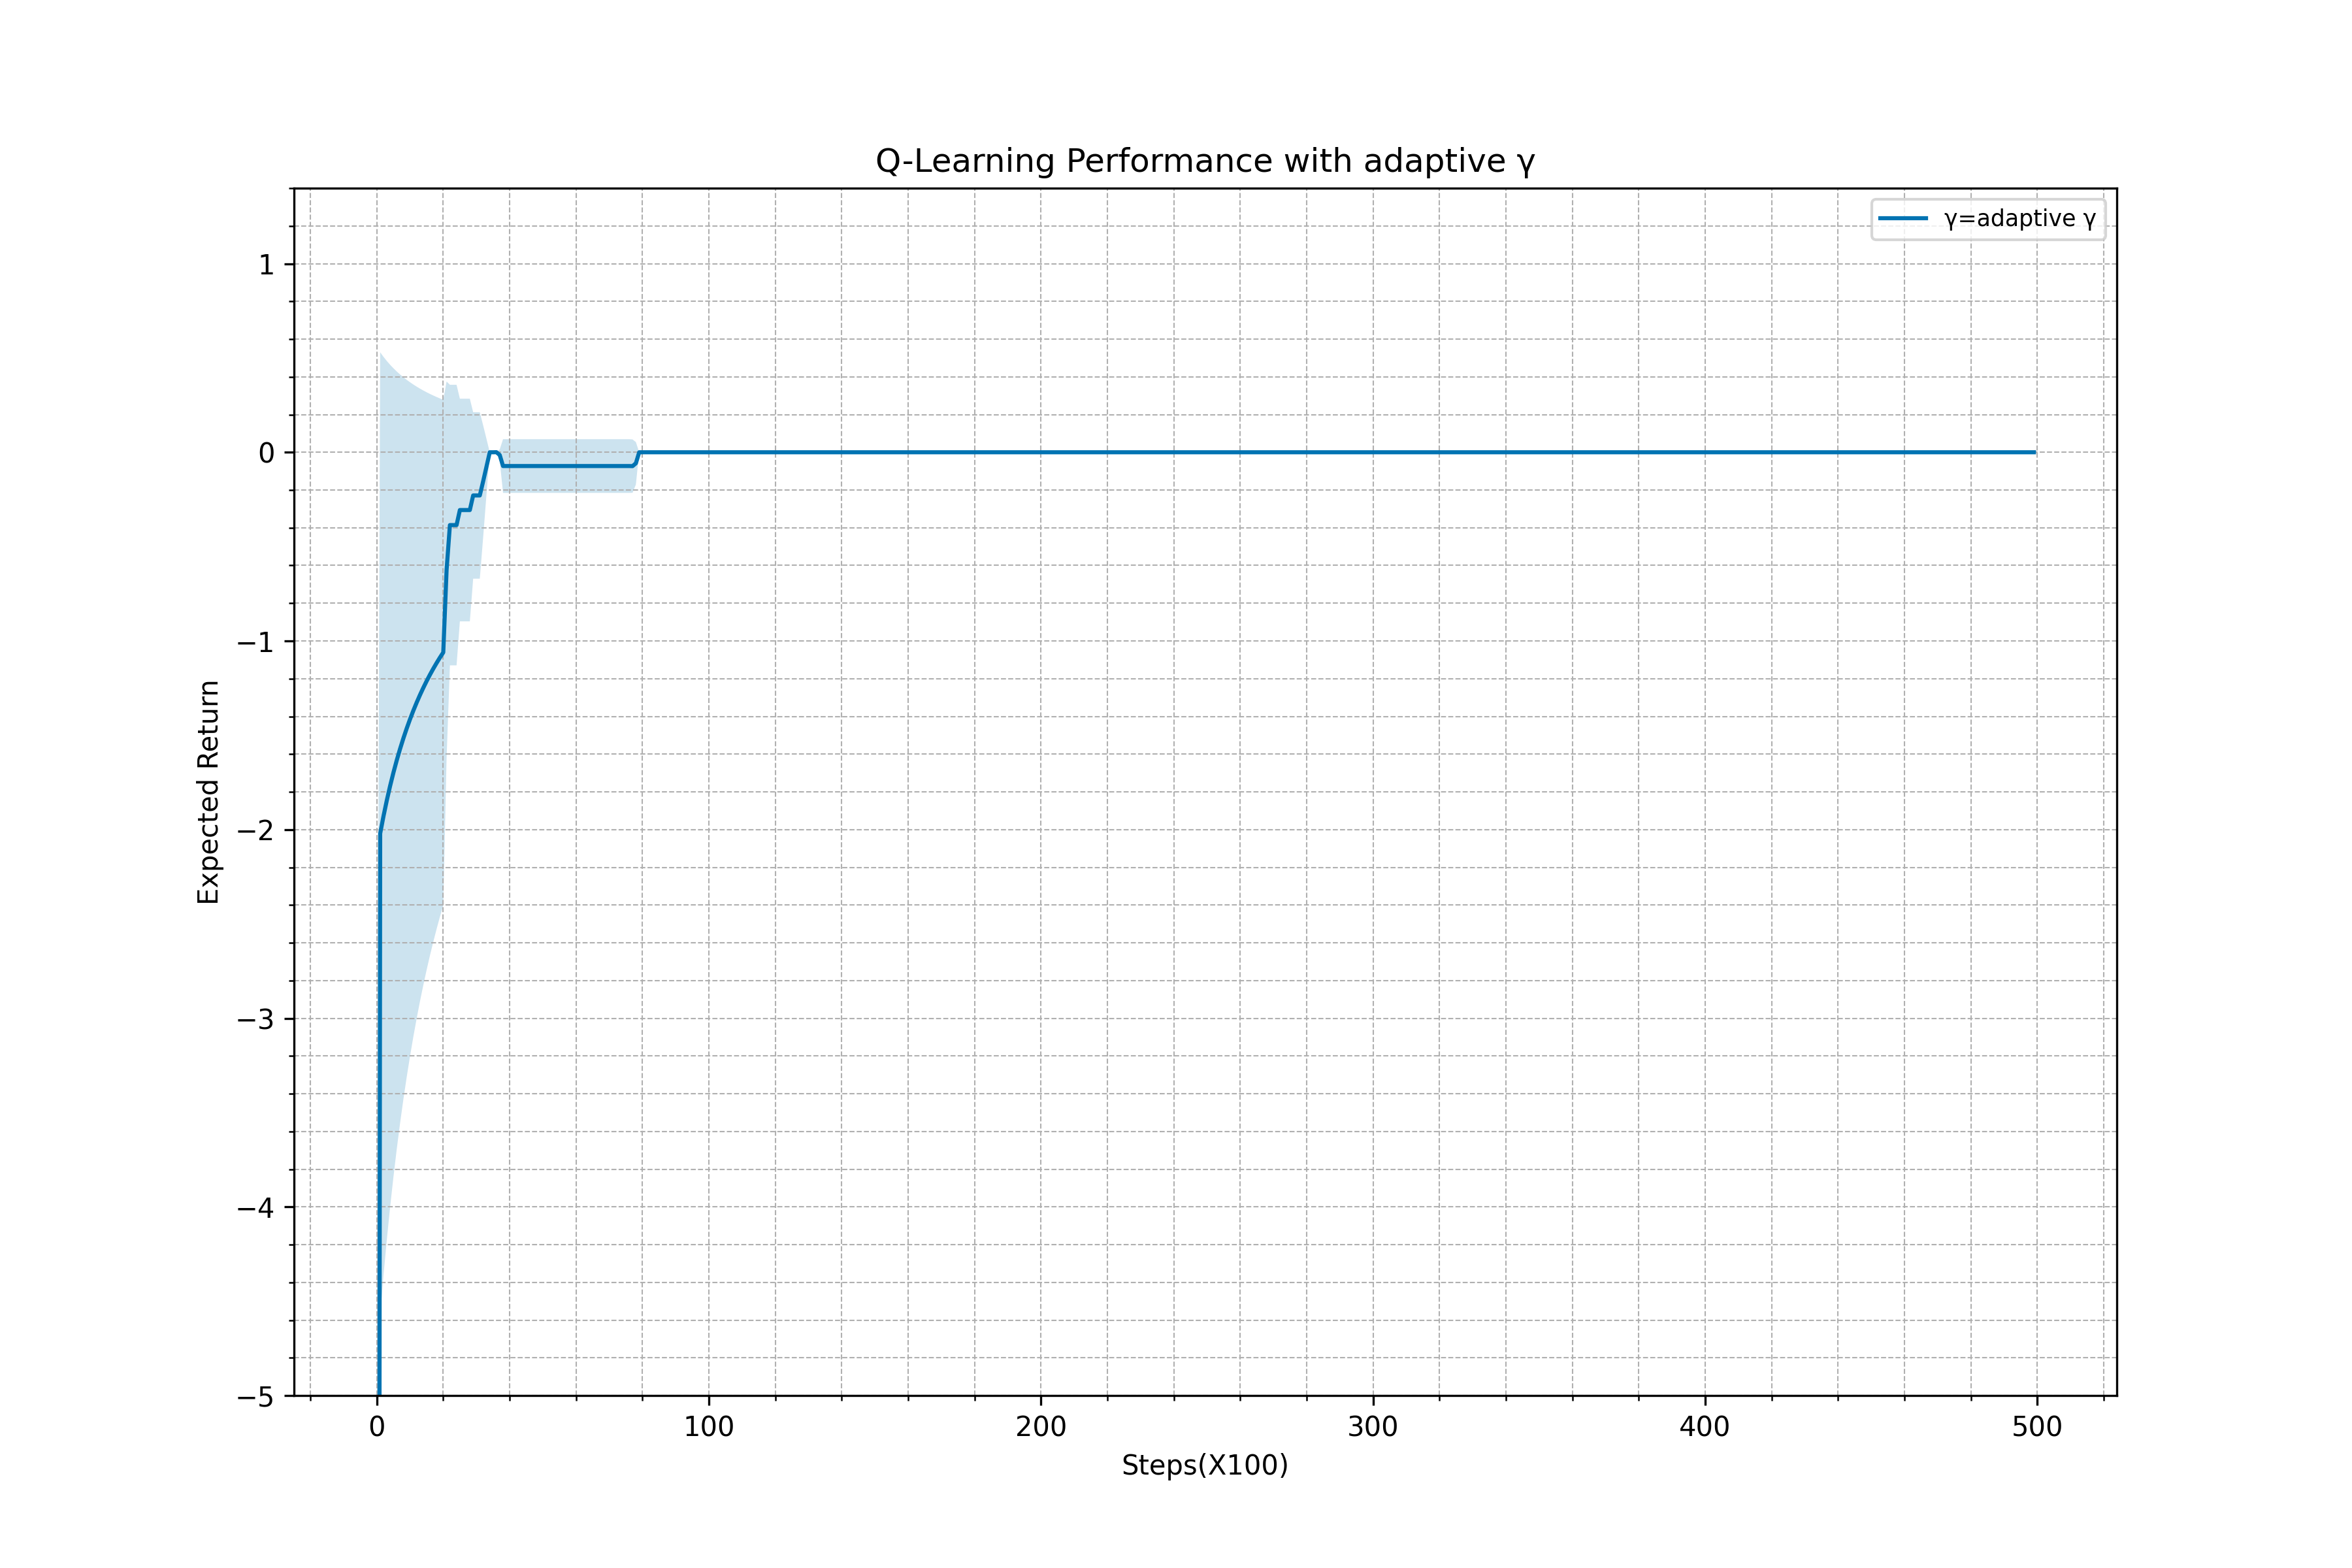 Q-Learning Performance with adaptive γ
γ=adaptive γ
1
0
−1
−2
−3
−4
−5
Expected Return
0 100 200 300 400 500
Steps(X100)